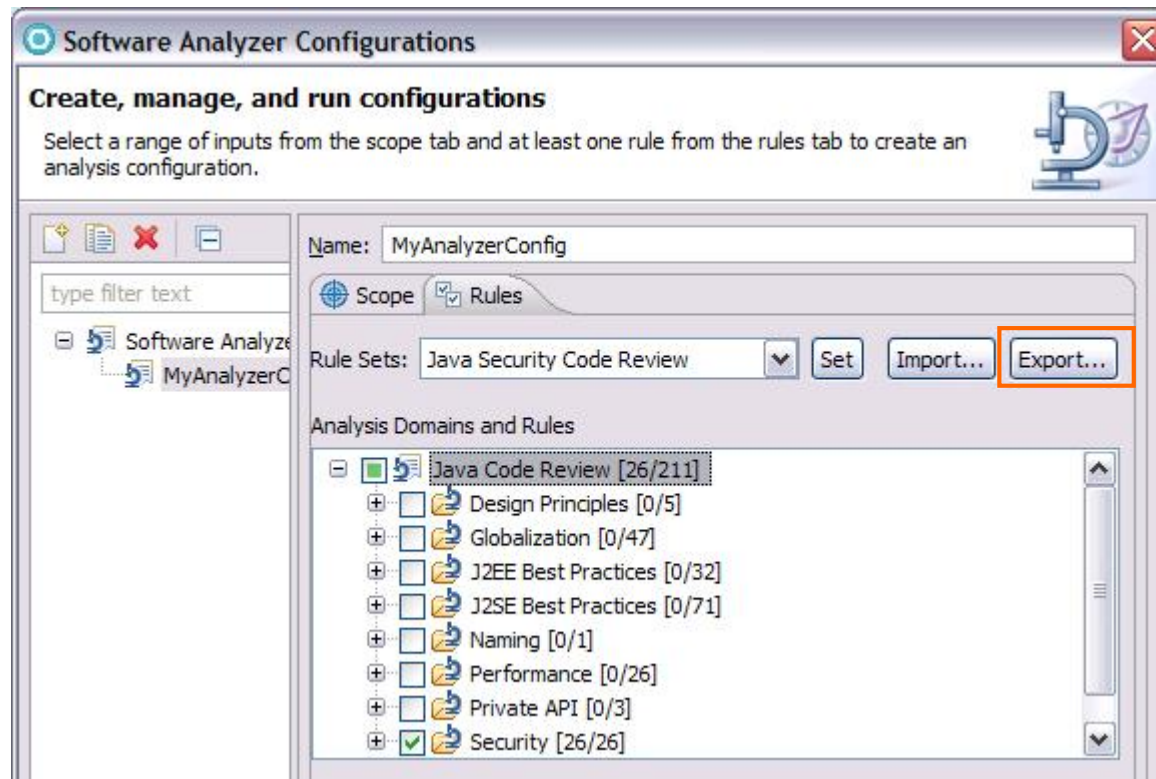 Software Analyzer Configurations
Create, manage, and run configurations
Select a range of inputs from the scope tab and at least one rule from the rules tab to create an
analysis configuration.
Name: MyAnalyzerConfig
type filter text
Scope Rules
Software Analyze
MyAnalyzerC
Rule Sets: Java Security Code Review Set Import... Export...
Analysis Domains and Rules
Java Code Review [26/211]
Design Principles [0/5]
Globalization [0/47]
J2EE Best Practices [0/32]
J2SE Best Practices [0/71]
Naming [0/1]
Performance [0/26]
Private API [0/3]
Security [26/26]